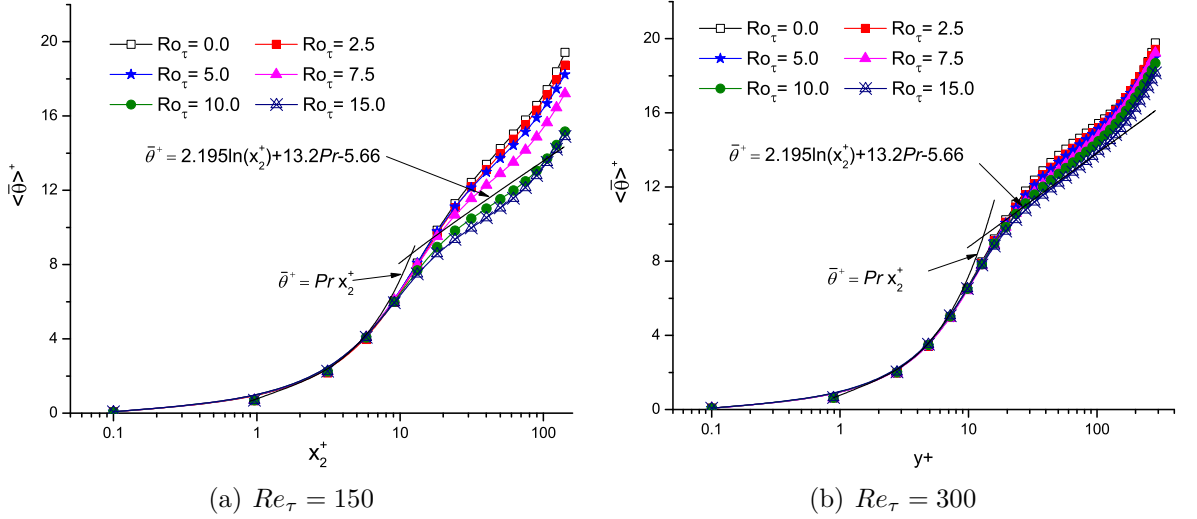 20
16
12
8
4
0
<θ̄>⁺
Ro_τ= 0.0 Ro_τ= 2.5
Ro_τ= 5.0 Ro_τ= 7.5
Ro_τ= 10.0 Ro_τ= 15.0
θ̄⁺ = 2.195ln(x₂⁺)+13.2Pr-5.66
θ̄⁺ = Pr x₂⁺
0.1 1 10 100
x₂⁺
(a) Re_τ = 150
20
16
12
8
4
0
<θ̄>⁺
Ro_τ= 0.0 Ro_τ= 2.5
Ro_τ= 5.0 Ro_τ= 7.5
Ro_τ= 10.0 Ro_τ= 15.0
θ̄⁺ = 2.195ln(x₂⁺)+13.2Pr-5.66
θ̄⁺ = Pr x₂⁺
0.1 1 10 100
y+
(b) Re_τ = 300